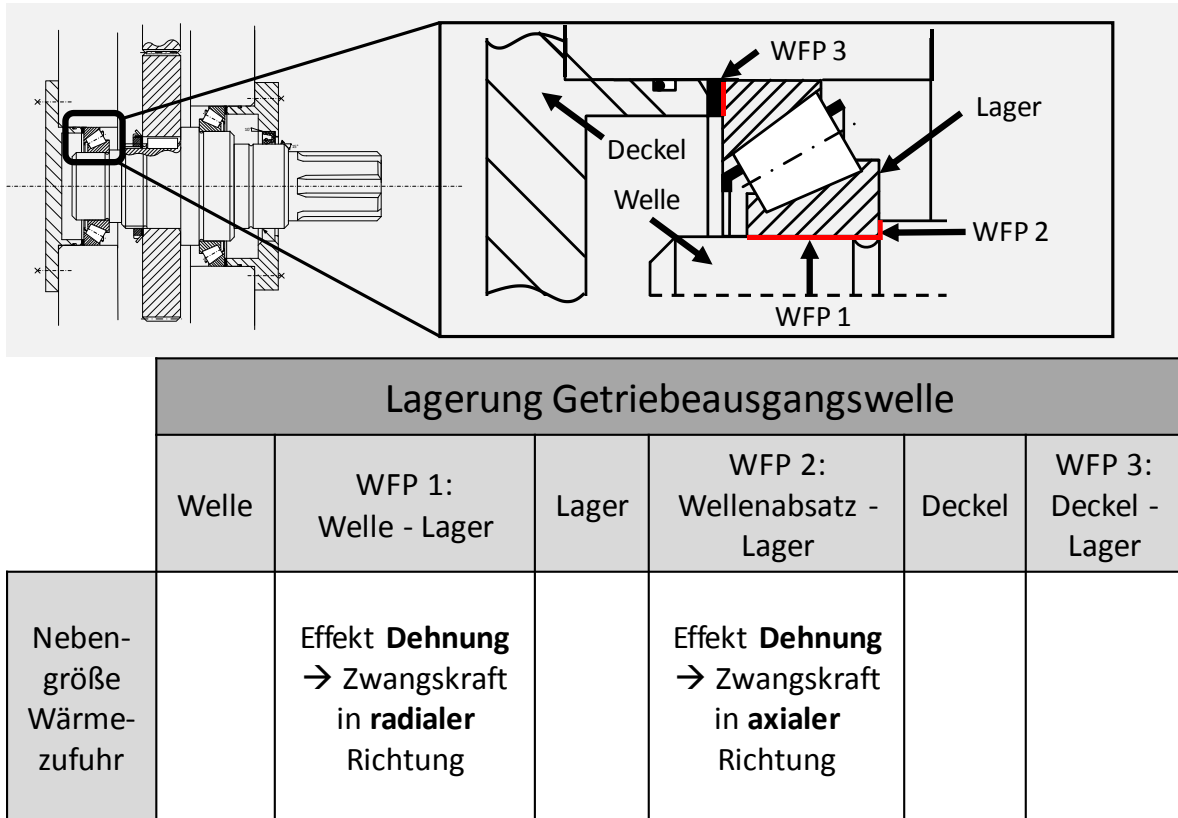 WFP 3
Lager
Deckel
Welle
WFP 2
WFP 1
Lagerung Getriebeausgangswelle
Welle
WFP 1:
Welle - Lager
Lager
WFP 2:
Wellenabsatz -
Lager
Deckel
WFP 3:
Deckel -
Lager
Neben-
größe
Wärme-
zufuhr
Effekt Dehnung
→ Zwangskraft
in radialer
Richtung
Effekt Dehnung
→ Zwangskraft
in axialer
Richtung